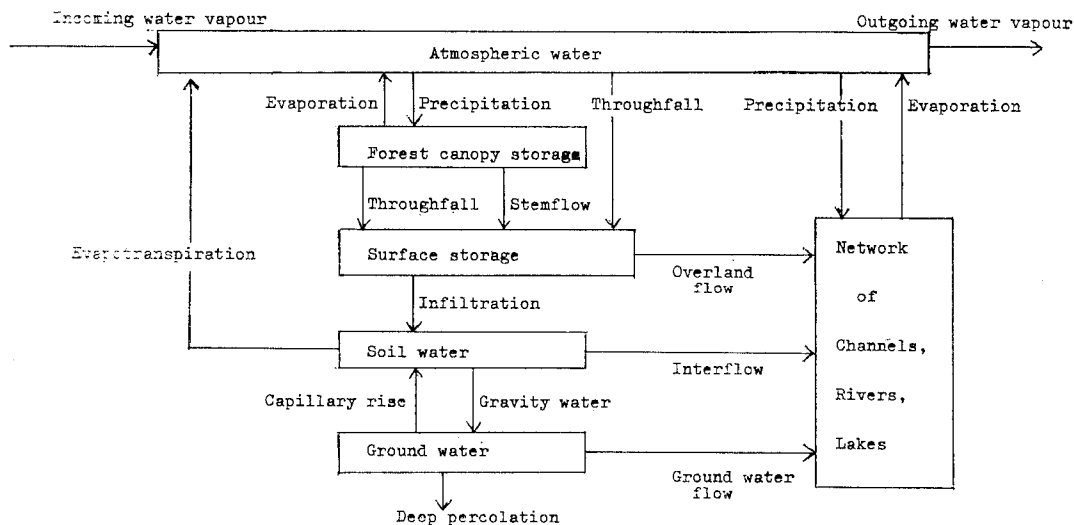 Incoming water vapour
Outgoing water vapour
Atmospheric water
Evaporation
Precipitation
Throughfall
Precipitation
Evaporation
Forest canopy storage
Throughfall
Stemflow
Evapotranspiration
Surface storage
Overland
flow
Network
of
Channels,
Rivers,
Lakes
Infiltration
Soil water
Interflow
Capillary rise
Gravity water
Ground water
Ground water
flow
Deep percolation